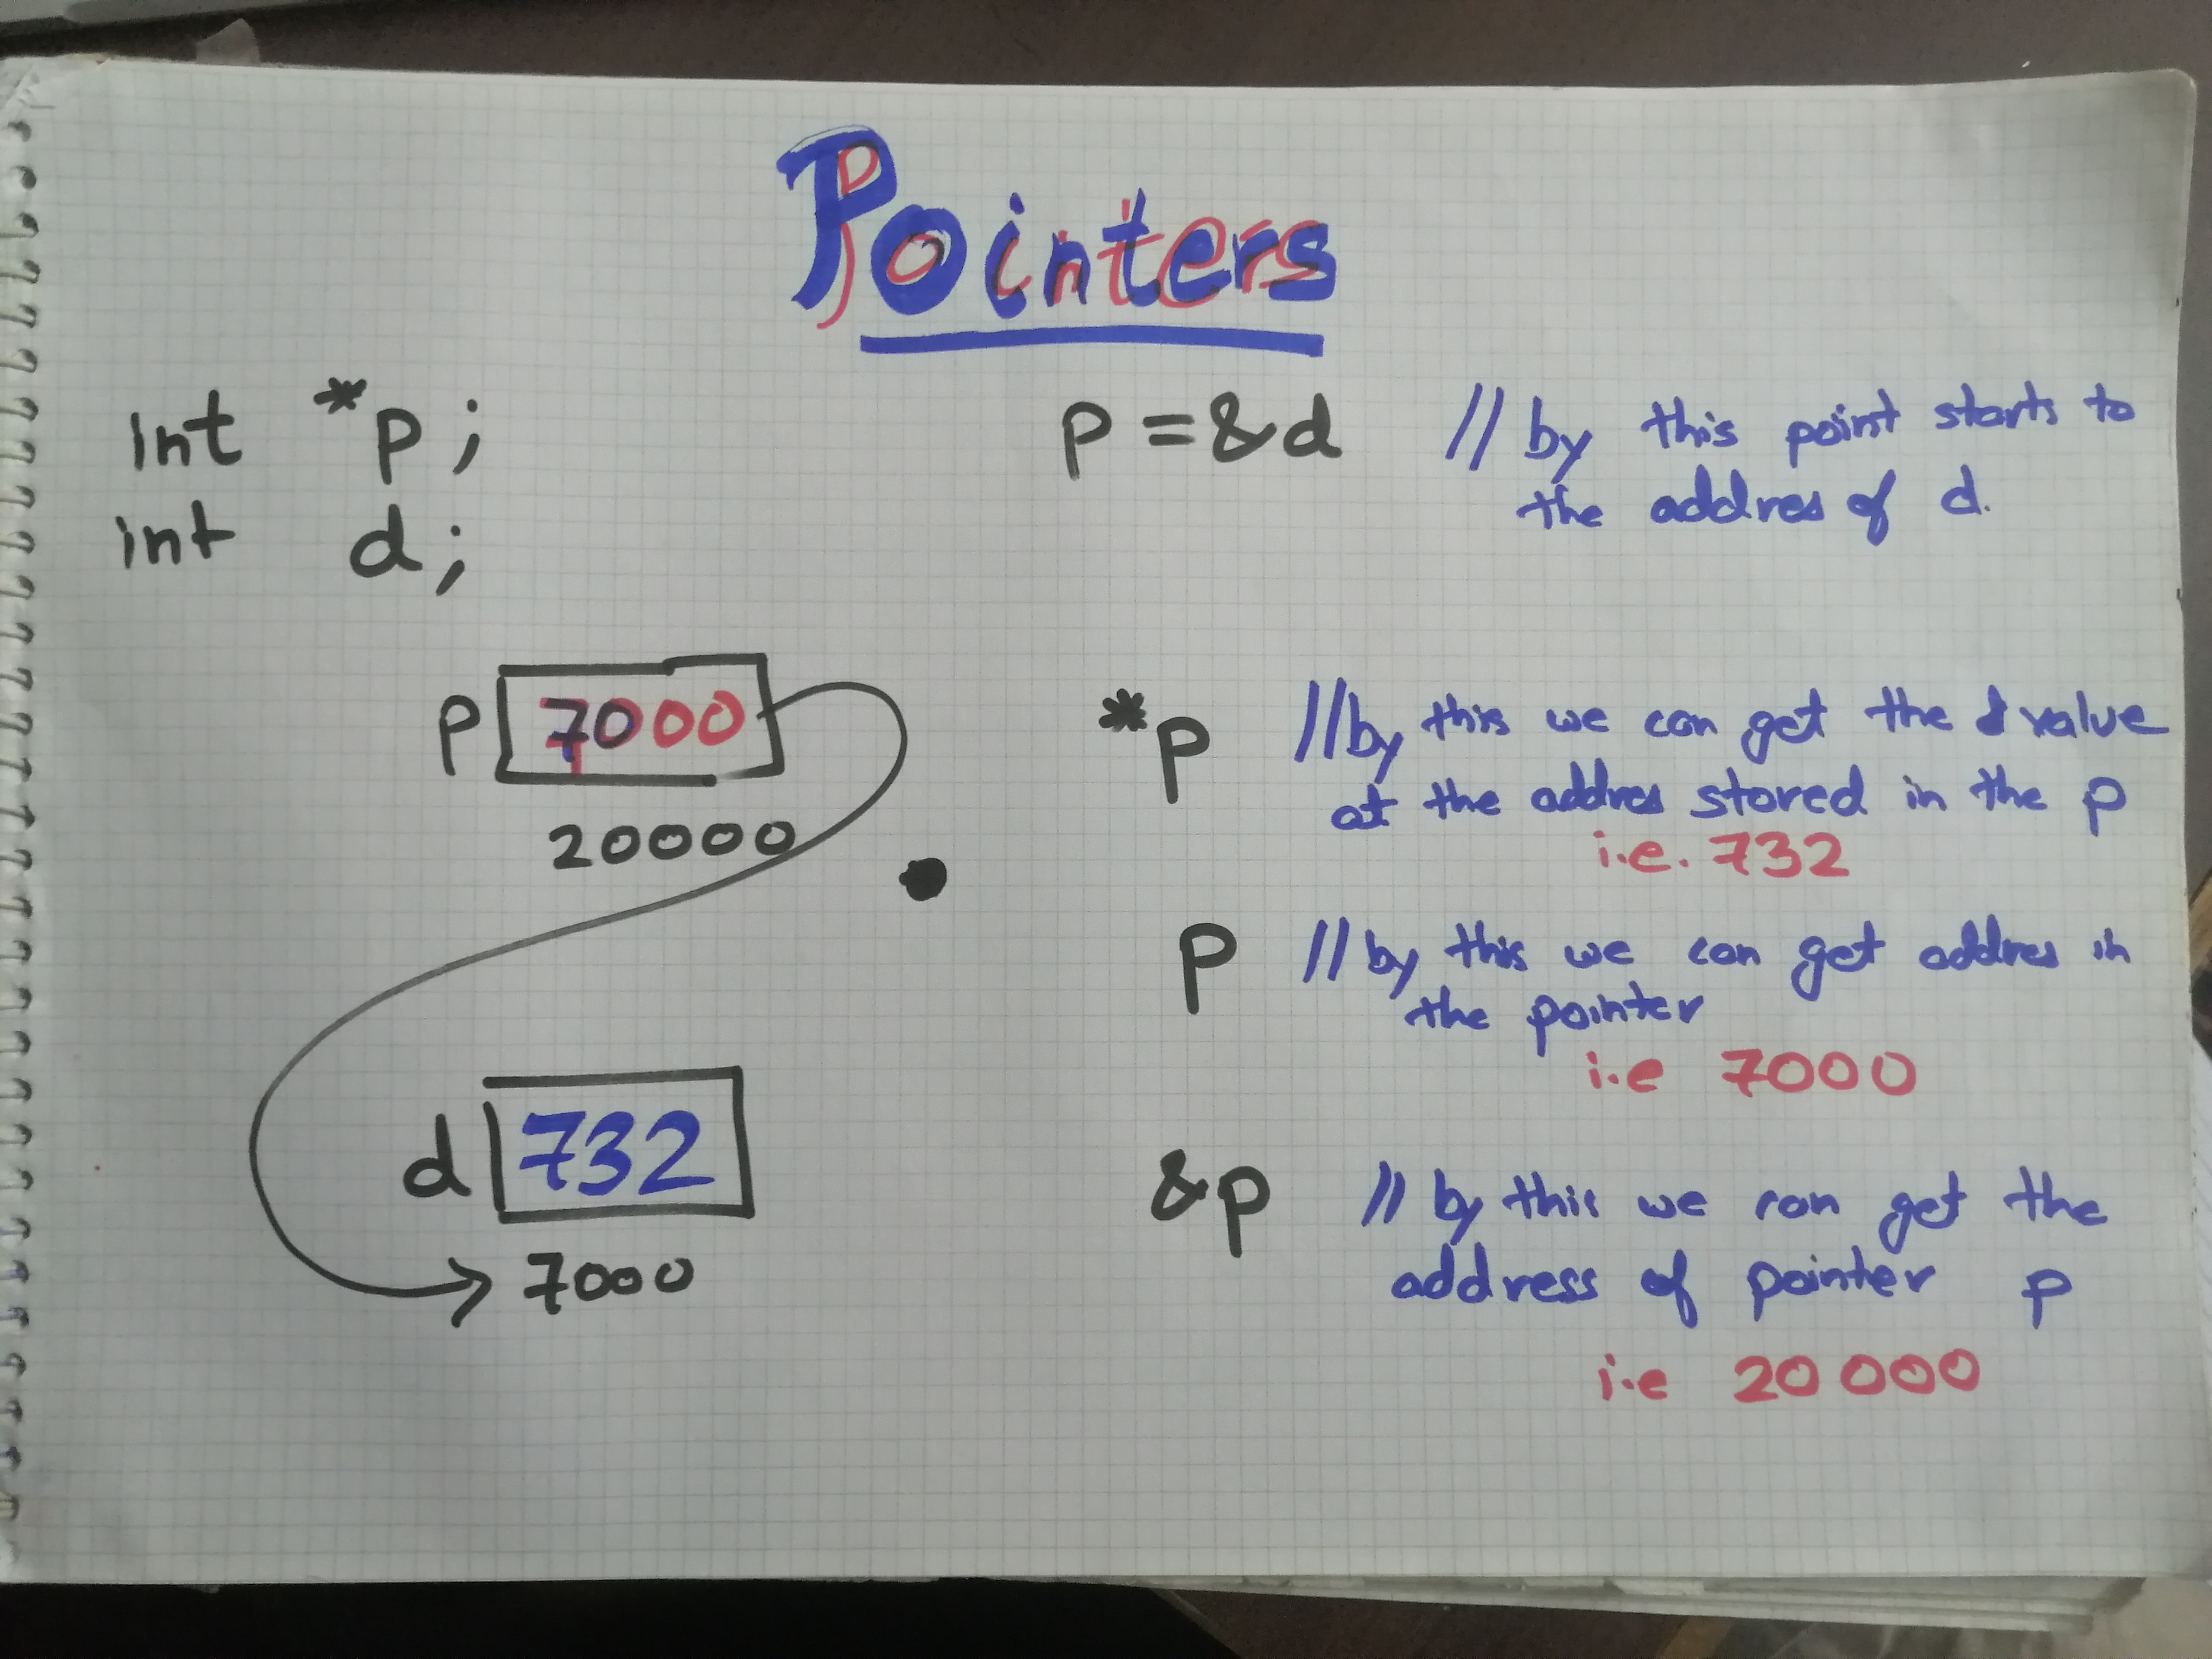 Pointers
int *p;
int d;
p = &d // by this point starts to
the addres of d.
p 7000
20000
d 732
7000
*p //by this we can get the value
at the addres stored in the p
i.e. 732
p // by this we can get addres in
the pointer
i.e 7000
&p // by this we can get the
address of pointer p
i.e 20000